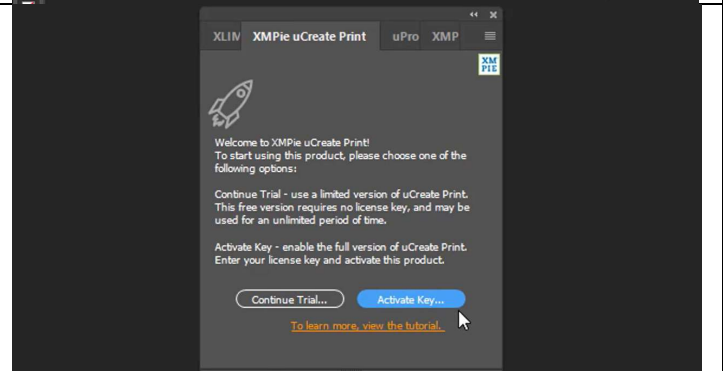 XLIM XMPie uCreate Print uPro XMP
XM
PIE
Welcome to XMPie uCreate Print!
To start using this product, please choose one of the
following options:
Continue Trial - use a limited version of uCreate Print.
This free version requires no license key, and may be
used for an unlimited period of time.
Activate Key - enable the full version of uCreate Print.
Enter your license key and activate this product.
Continue Trial... Activate Key...
To learn more, view the tutorial.